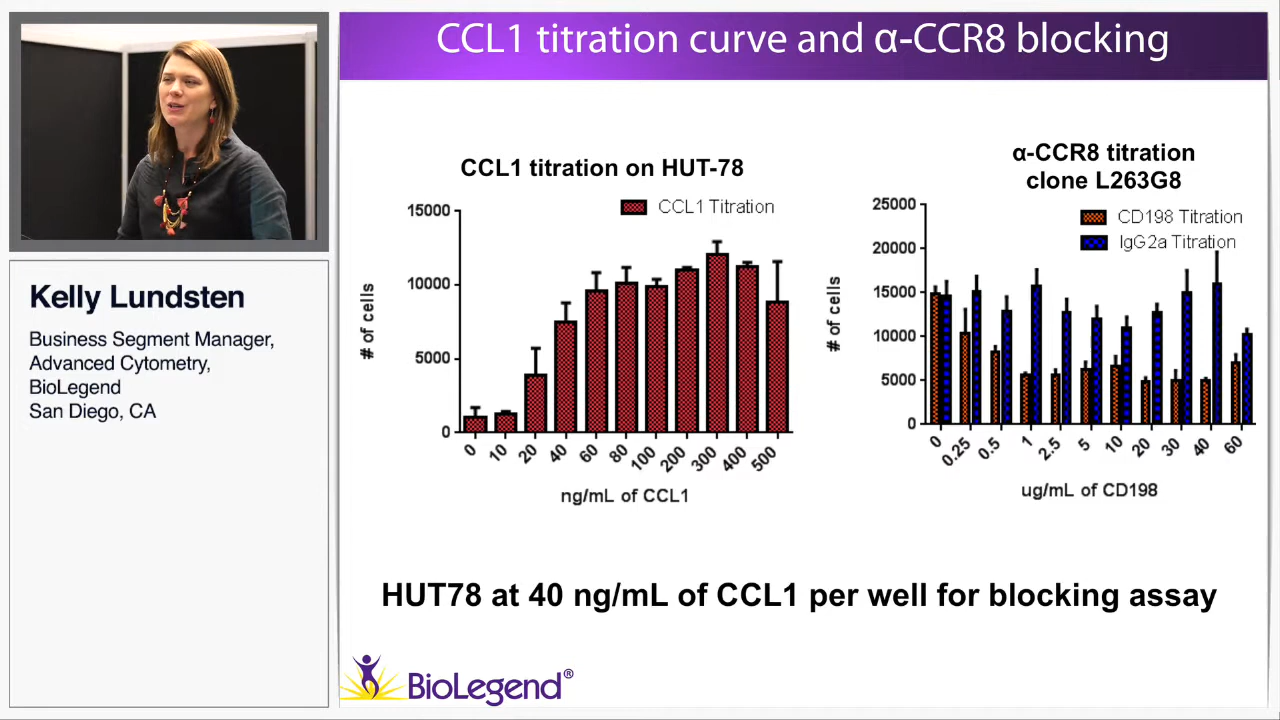 CCL1 titration curve and α-CCR8 blocking
Kelly Lundsten
Business Segment Manager,
Advanced Cytometry,
BioLegend
San Diego, CA
CCL1 titration on HUT-78
CCL1 Titration
# of cells
15000
10000
5000
0
0 10 20 40 60 80 100 200 300 400 500
ng/mL of CCL1
α-CCR8 titration
clone L263G8
CD198 Titration
IgG2a Titration
# of cells
25000
20000
15000
10000
5000
0
0 0.25 0.5 1 2.5 5 10 20 30 40 60
ug/mL of CD198
HUT78 at 40 ng/mL of CCL1 per well for blocking assay
BioLegend®